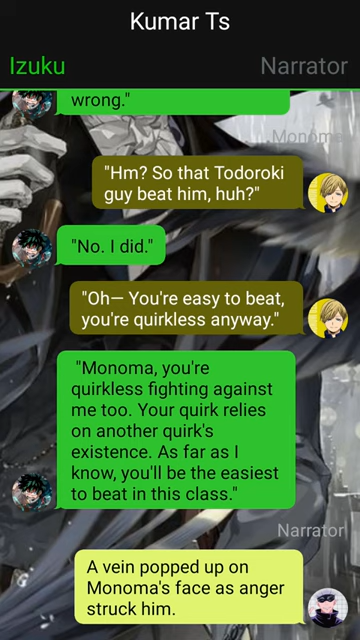 Kumar Ts
Izuku
Narrator
wrong."
Monoma
"Hm? So that Todoroki
guy beat him, huh?"
"No. I did."
"Oh— You're easy to beat,
you're quirkless anyway."
"Monoma, you're
quirkless fighting against
me too. Your quirk relies
on another quirk's
existence. As far as I
know, you'll be the easiest
to beat in this class."
Narrator
A vein popped up on
Monoma's face as anger
struck him.